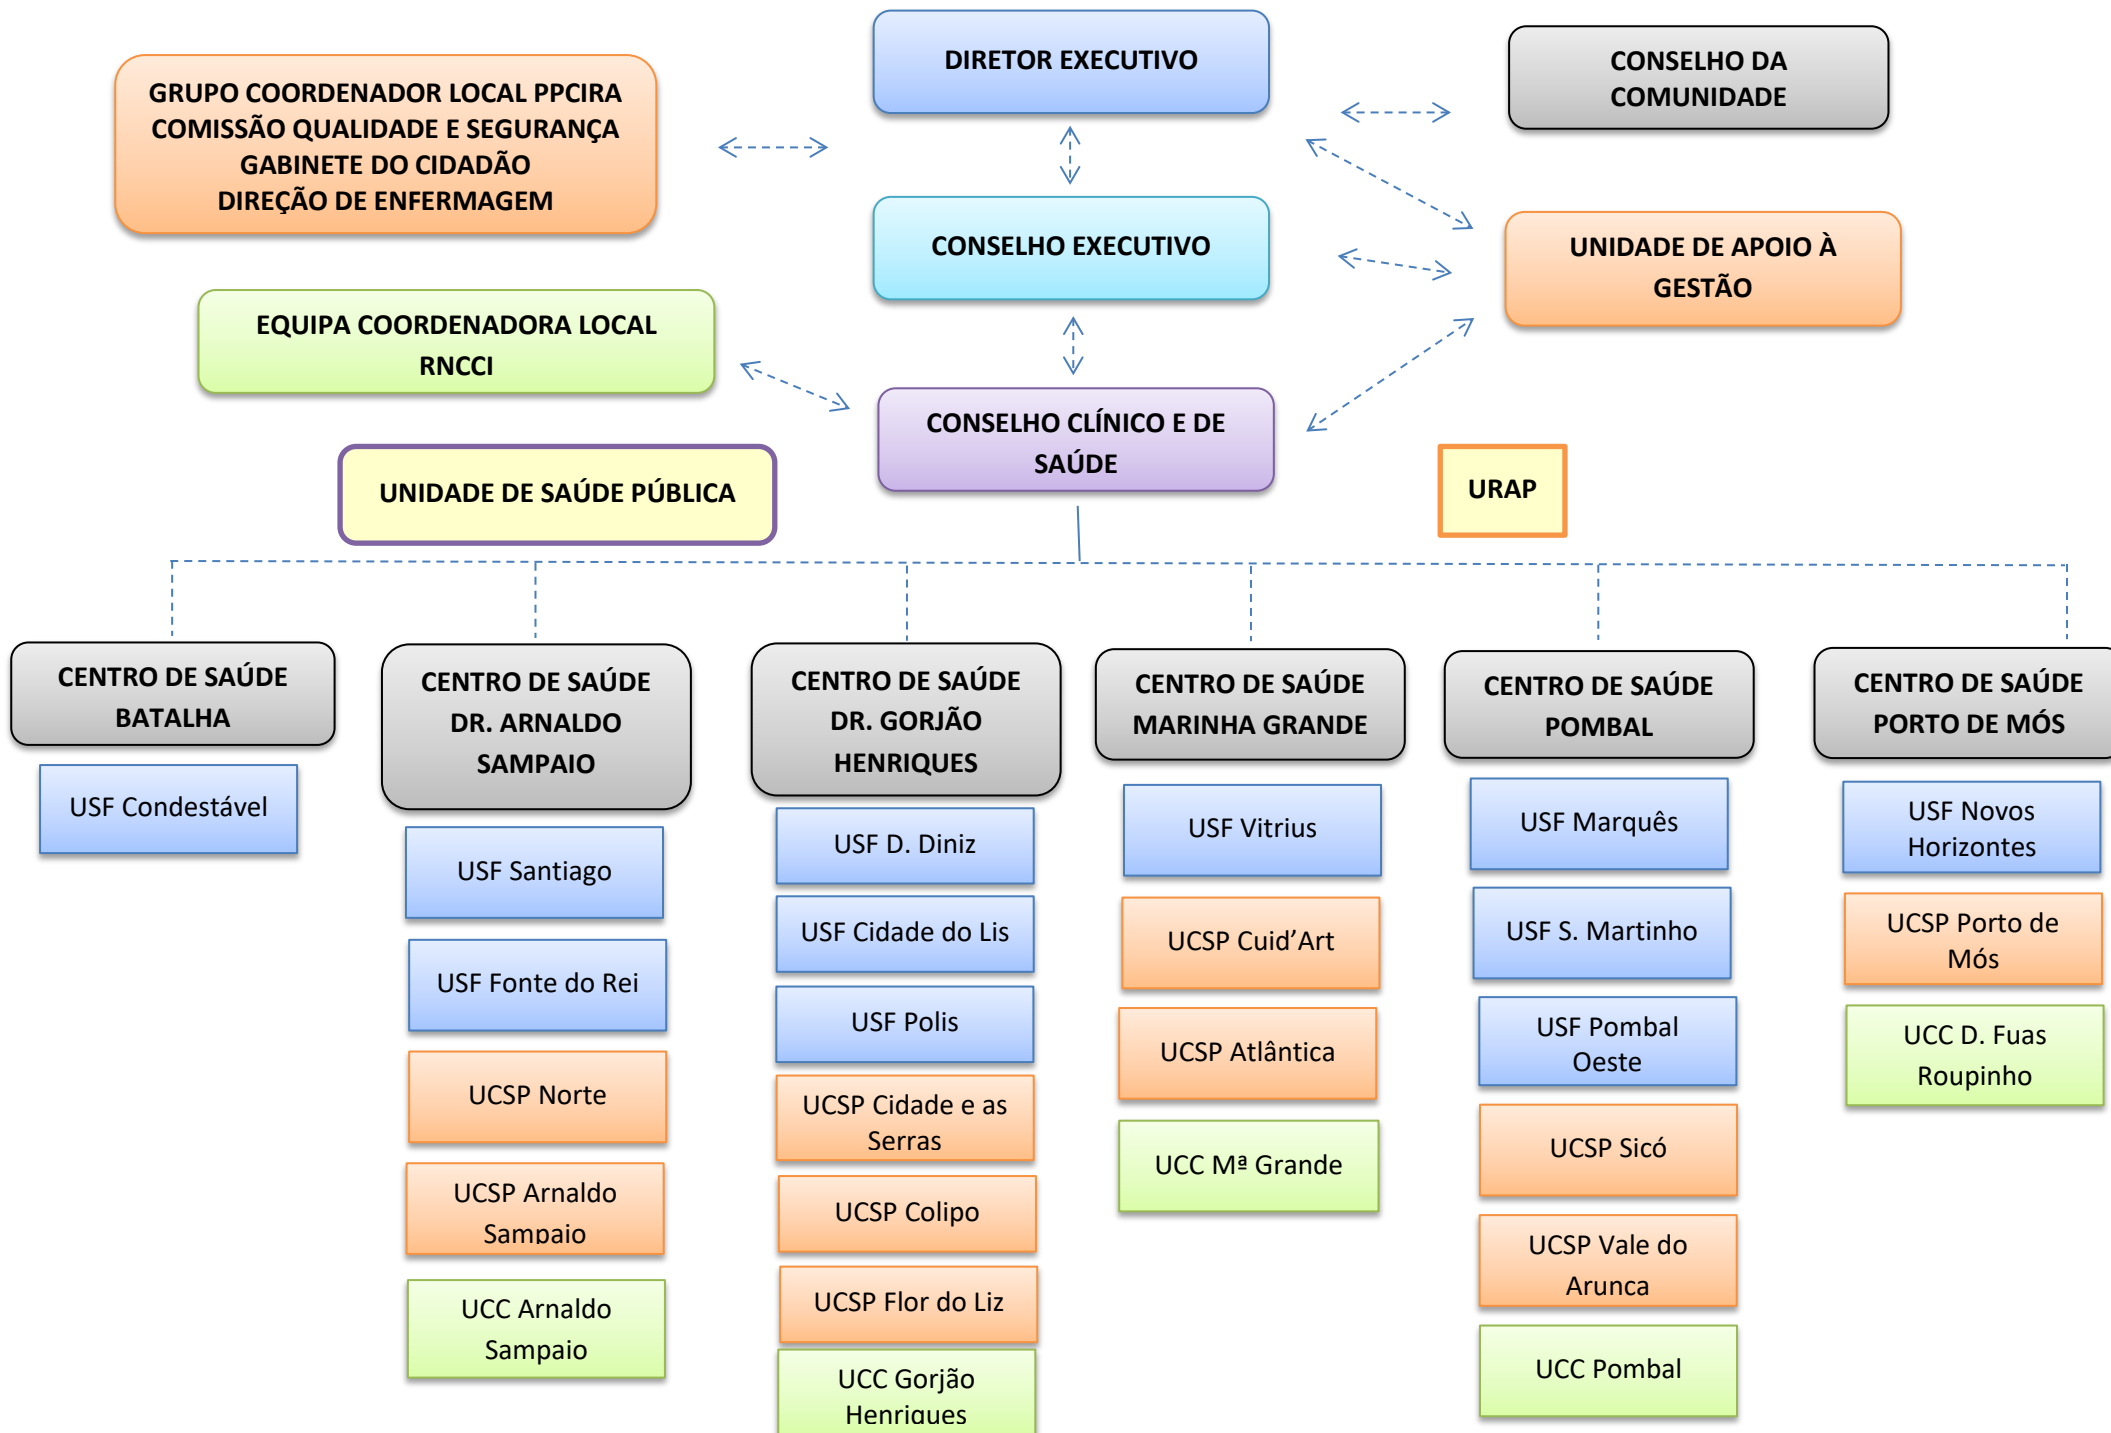 DIRETOR EXECUTIVO
CONSELHO DA
COMUNIDADE
GRUPO COORDENADOR LOCAL PPCIRA
COMISSÃO QUALIDADE E SEGURANÇA
GABINETE DO CIDADÃO
DIREÇÃO DE ENFERMAGEM
CONSELHO EXECUTIVO
UNIDADE DE APOIO À
GESTÃO
EQUIPA COORDENADORA LOCAL
RNCCI
CONSELHO CLÍNICO E DE
SAÚDE
UNIDADE DE SAÚDE PÚBLICA
URAP
CENTRO DE SAÚDE
BATALHA
USF Condestável
CENTRO DE SAÚDE
DR. ARNALDO
SAMPAIO
USF Santiago
USF Fonte do Rei
UCSP Norte
UCSP Arnaldo
Sampaio
UCC Arnaldo
Sampaio
CENTRO DE SAÚDE
DR. GORJÃO
HENRIQUES
USF D. Diniz
USF Cidade do Lis
USF Polis
UCSP Cidade e as
Serras
UCSP Colipo
UCSP Flor do Liz
UCC Gorjão
Henriques
CENTRO DE SAÚDE
MARINHA GRANDE
USF Vitrius
UCSP Cuid’Art
UCSP Atlântica
UCC Mª Grande
CENTRO DE SAÚDE
POMBAL
USF Marquês
USF S. Martinho
USF Pombal
Oeste
UCSP Sicó
UCSP Vale do
Arunca
UCC Pombal
CENTRO DE SAÚDE
PORTO DE MÓS
USF Novos
Horizontes
UCSP Porto de
Mós
UCC D. Fuas
Roupinho